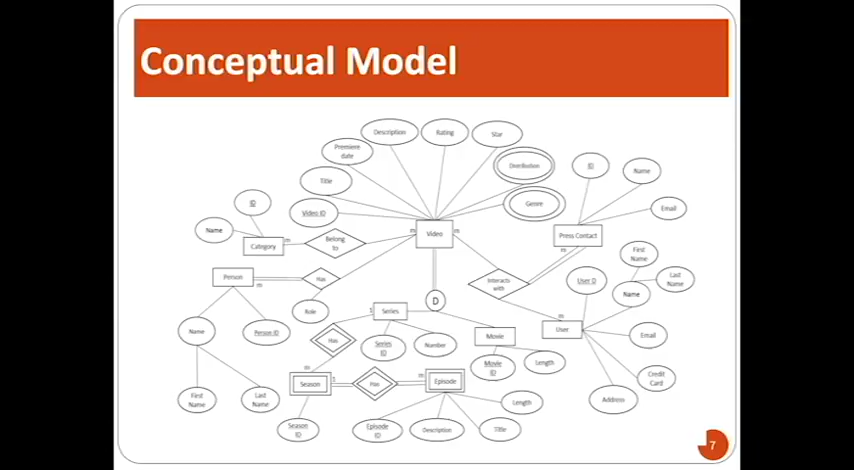 Conceptual Model
Description
Rating
Star
Premiere
date
Distribution
ID
Title
Name
Video ID
Genre
ID
Email
Name
Belong
to
m
Video
m
Press Contact
Category
m
m
First
Name
Person
Has
m
Interacts
with
User D
Last
Name
Name
D
Role
1
Series
m
User
Name
Person ID
Has
Series
ID
Number
Movie
Email
Movie
ID
Length
m
Season
1
Has
m
Episode
Credit
Card
First
Name
Last
Name
Length
Address
Season
ID
Episode
ID
Description
Title
7